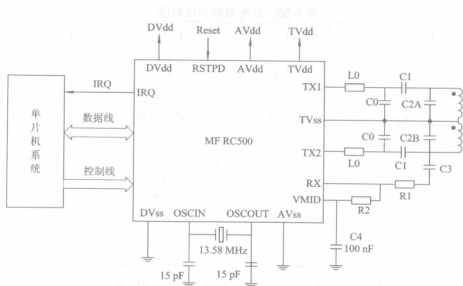 DVdd Reset AVdd TVdd
DVdd RSTPD AVdd TVdd
IRQ IRQ
单片机系统
数据线
控制线
MF RC500
TX1 L0 C1
C0 C2A
TVss
C0 C2B
TX2 L0 C1
C3
RX R1
VMID R2
DVss OSCIN OSCOUT AVss
13.58 MHz
C4
100 nF
15 pF 15 pF